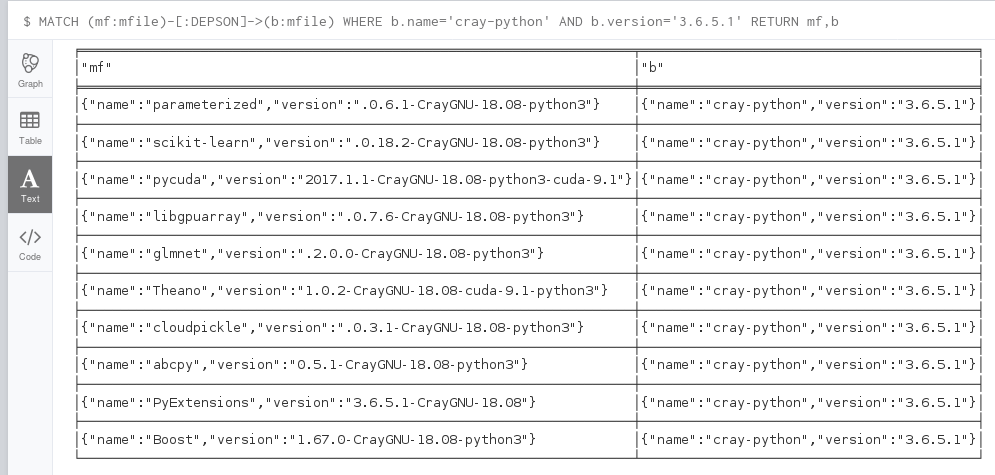 $ MATCH (mf:mfile)-[:DEPSON]->(b:mfile) WHERE b.name='cray-python' AND b.version='3.6.5.1' RETURN mf,b
Graph
Table
Text
Code
"mf" "b"
{"name":"parameterized","version":".0.6.1-CrayGNU-18.08-python3"} {"name":"cray-python","version":"3.6.5.1"}
{"name":"scikit-learn","version":".0.18.2-CrayGNU-18.08-python3"} {"name":"cray-python","version":"3.6.5.1"}
{"name":"pycuda","version":"2017.1.1-CrayGNU-18.08-python3-cuda-9.1"} {"name":"cray-python","version":"3.6.5.1"}
{"name":"libgpuarray","version":".0.7.6-CrayGNU-18.08-python3"} {"name":"cray-python","version":"3.6.5.1"}
{"name":"glmnet","version":".2.0.0-CrayGNU-18.08-python3"} {"name":"cray-python","version":"3.6.5.1"}
{"name":"Theano","version":"1.0.2-CrayGNU-18.08-cuda-9.1-python3"} {"name":"cray-python","version":"3.6.5.1"}
{"name":"cloudpickle","version":".0.3.1-CrayGNU-18.08-python3"} {"name":"cray-python","version":"3.6.5.1"}
{"name":"abcpy","version":"0.5.1-CrayGNU-18.08-python3"} {"name":"cray-python","version":"3.6.5.1"}
{"name":"PyExtensions","version":"3.6.5.1-CrayGNU-18.08"} {"name":"cray-python","version":"3.6.5.1"}
{"name":"Boost","version":"1.67.0-CrayGNU-18.08-python3"} {"name":"cray-python","version":"3.6.5.1"}